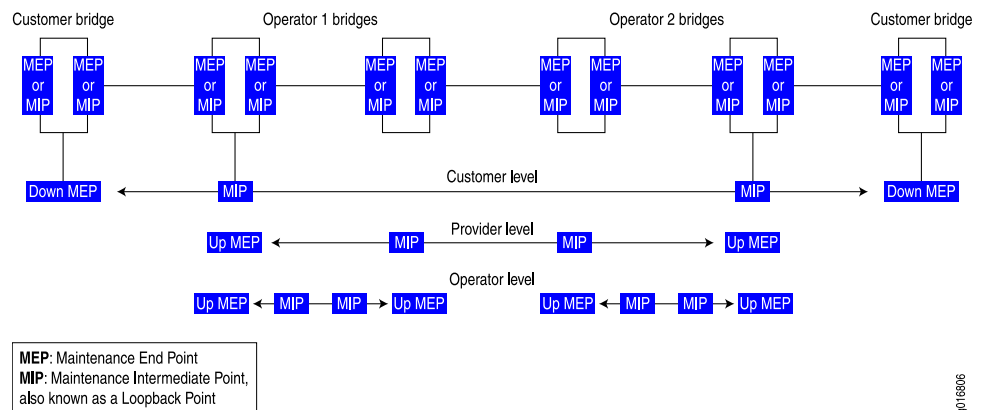 Customer bridge
Operator 1 bridges
Operator 2 bridges
Customer bridge
MEP or MIP
MEP or MIP
MEP or MIP
MEP or MIP
MEP or MIP
MEP or MIP
MEP or MIP
MEP or MIP
MEP or MIP
MEP or MIP
MEP or MIP
MEP or MIP
Down MEP
MIP
Customer level
MIP
Down MEP
Up MEP
MIP
Provider level
MIP
Up MEP
Operator level
Up MEP
MIP
MIP
Up MEP
Up MEP
MIP
MIP
Up MEP
MEP: Maintenance End Point
MIP: Maintenance Intermediate Point,
also known as a Loopback Point
g016806